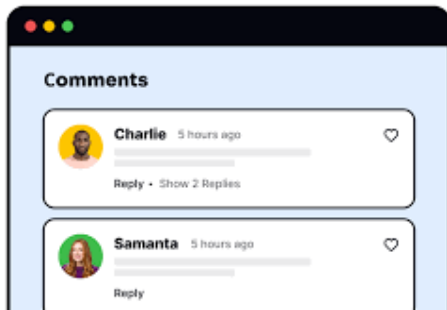 Comments
Charlie 5 hours ago
Reply • Show 2 Replies
Samanta 5 hours ago
Reply